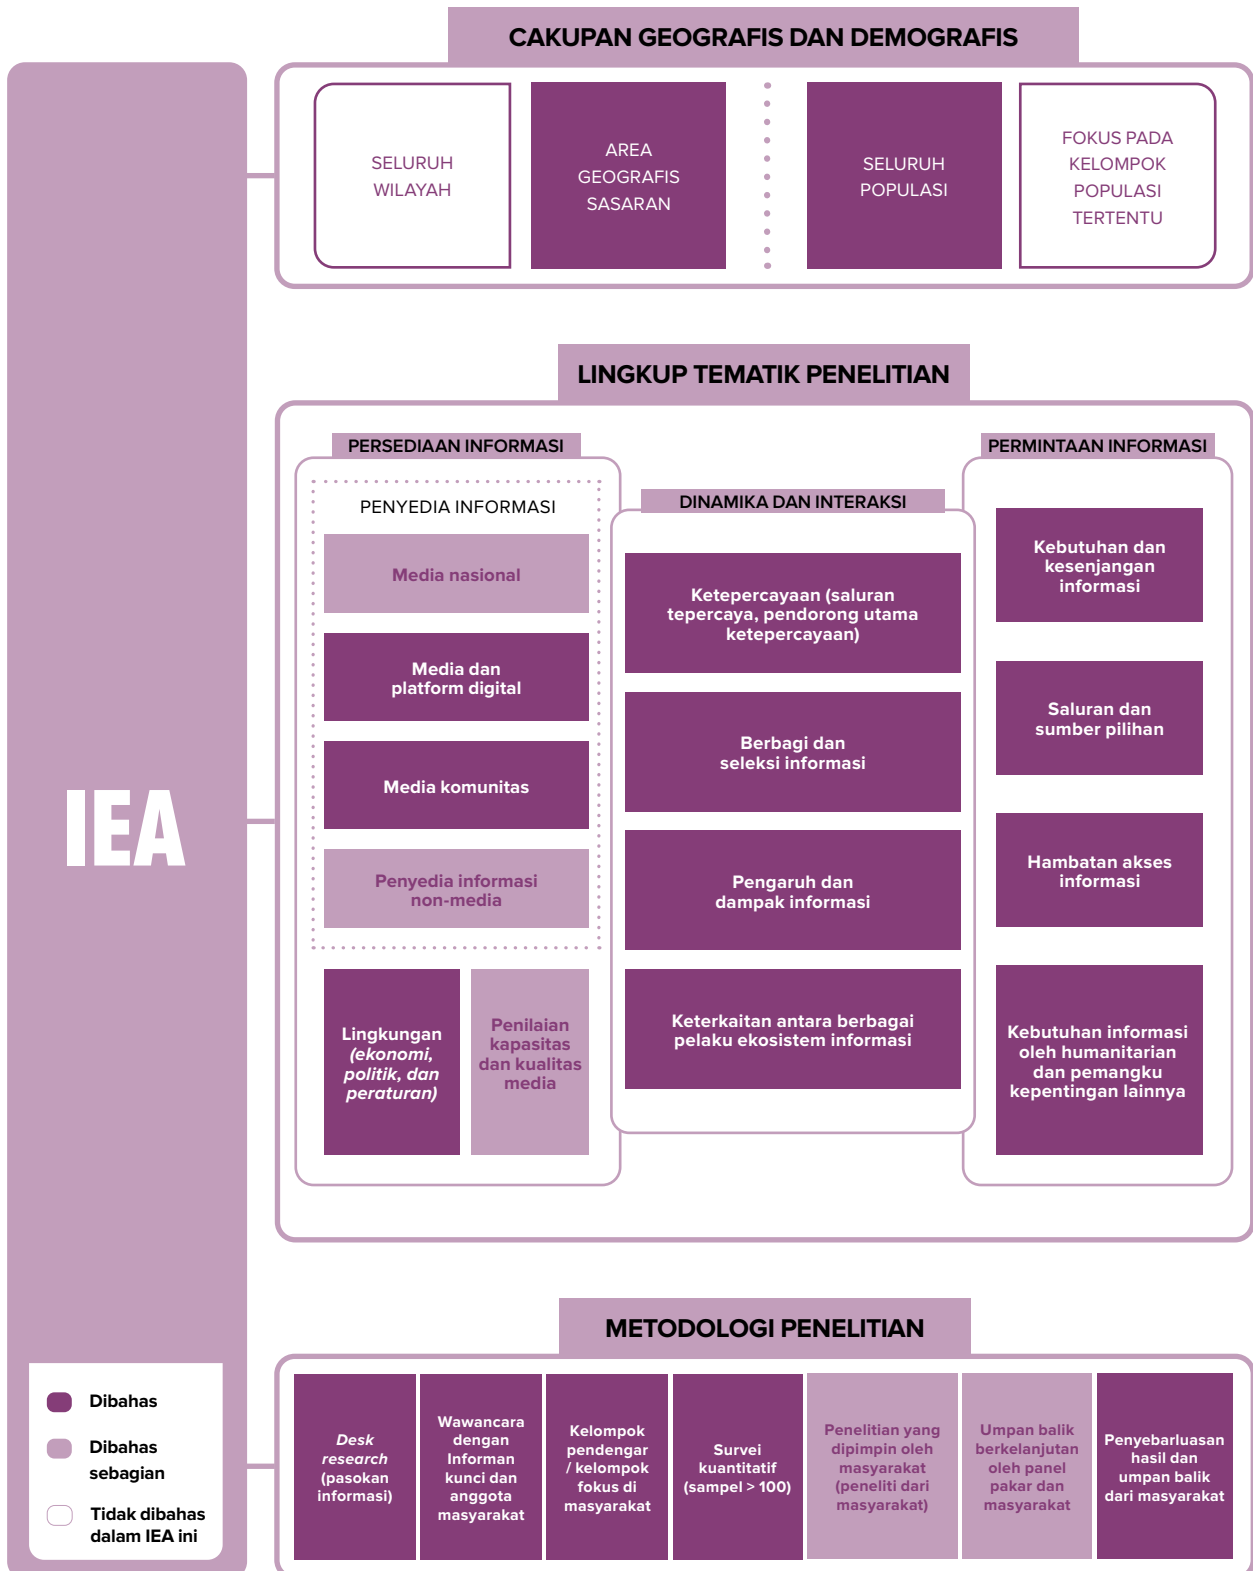 CAKUPAN GEOGRAFIS DAN DEMOGRAFIS
SELURUH
WILAYAH
AREA
GEOGRAFIS
SASARAN
SELURUH
POPULASI
FOKUS PADA
KELOMPOK
POPULASI
TERTENTU
LINGKUP TEMATIK PENELITIAN
PERSEDIAAN INFORMASI
PENYEDIA INFORMASI
Media nasional
Media dan
platform digital
Media komunitas
Penyedia informasi
non-media
Lingkungan
(ekonomi,
politik, dan
peraturan)
Penilaian
kapasitas
dan kualitas
media
DINAMIKA DAN INTERAKSI
Ketepercayaan (saluran
tepercaya, pendorong utama
ketepercayaan)
Berbagi dan
seleksi informasi
Pengaruh dan
dampak informasi
Keterkaitan antara berbagai
pelaku ekosistem informasi
PERMINTAAN INFORMASI
Kebutuhan dan
kesenjangan
informasi
Saluran dan
sumber pilihan
Hambatan akses
informasi
Kebutuhan informasi
oleh humanitarian
dan pemangku
kepentingan lainnya
IEA
METODOLOGI PENELITIAN
Desk
research
(pasokan
informasi)
Wawancara
dengan
Informan
kunci dan
anggota
masyarakat
Kelompok
pendengar
/ kelompok
fokus di
masyarakat
Survei
kuantitatif
(sampel > 100)
Penelitian yang
dipimpin oleh
masyarakat
(peneliti dari
masyarakat)
Umpan balik
berkelanjutan
oleh panel
pakar dan
masyarakat
Penyebarluasan
hasil dan
umpan balik
dari masyarakat
Dibahas
Dibahas
sebagian
Tidak dibahas
dalam IEA ini